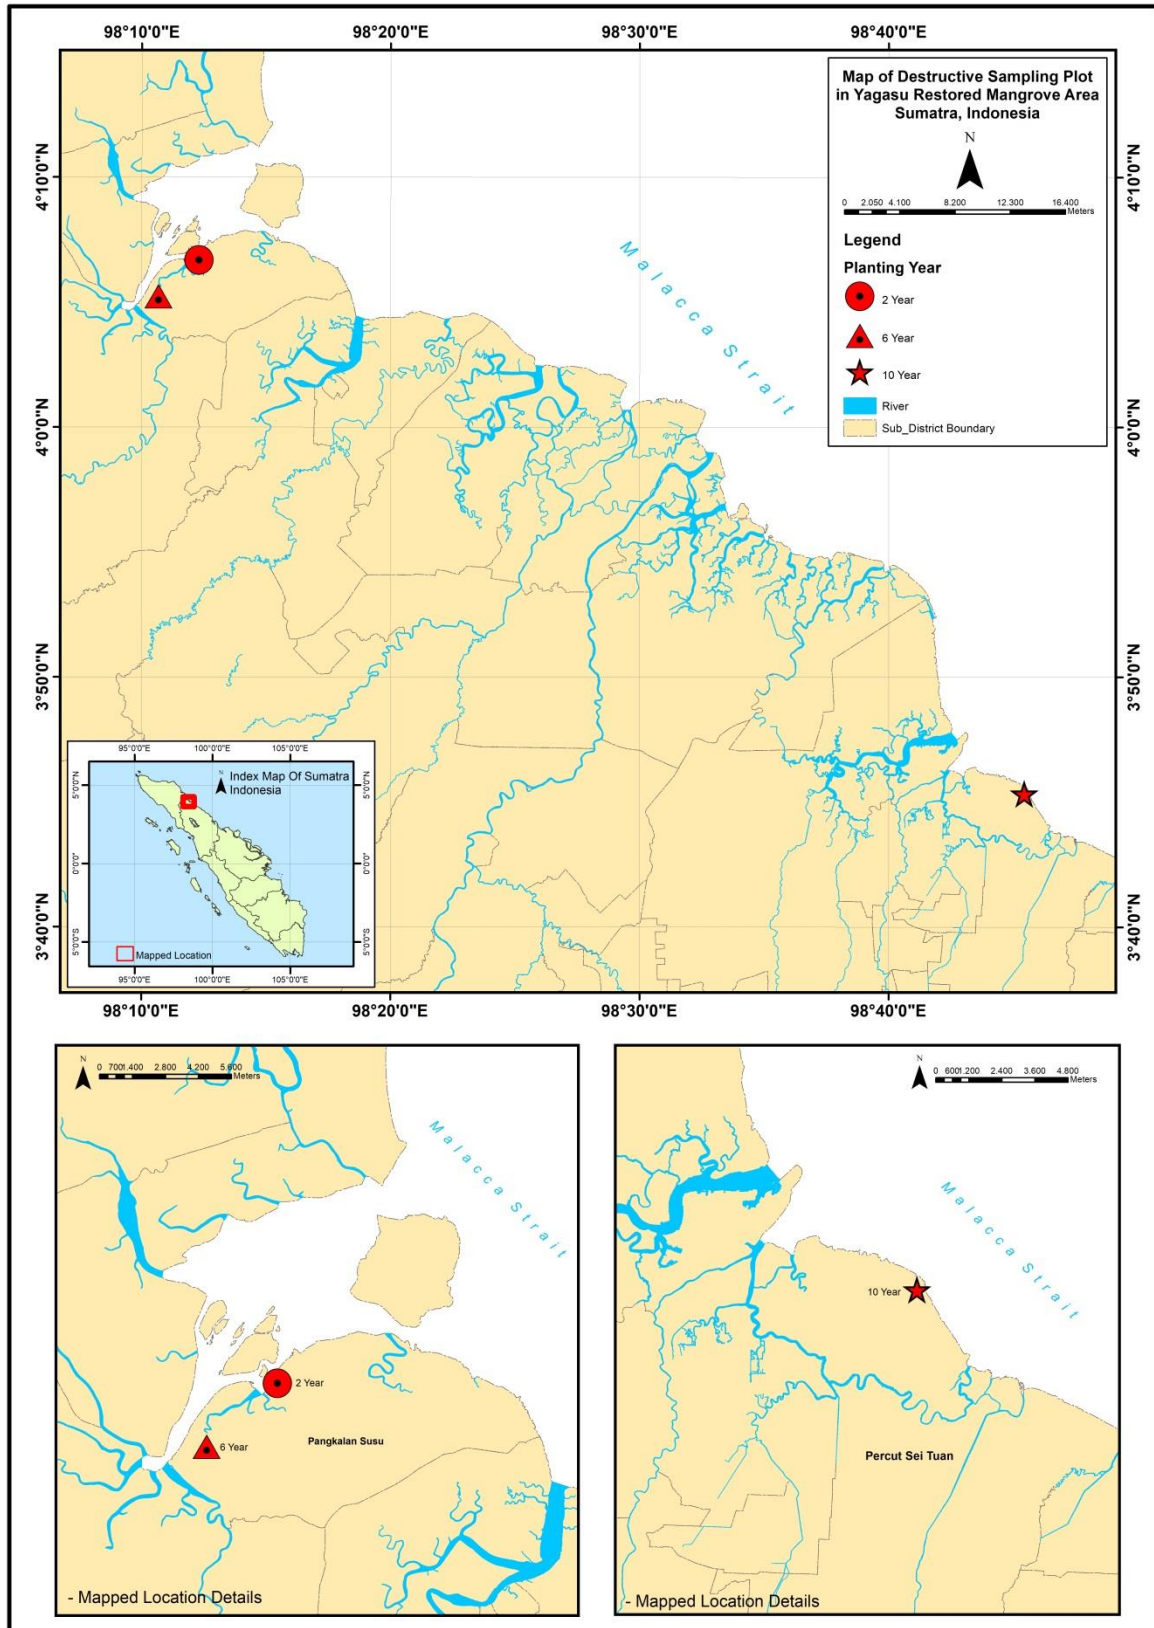 98°10'0"E
98°20'0"E
98°30'0"E
98°40'0"E
Map of Destructive Sampling Plot
in Yagasu Restored Mangrove Area
Sumatra, Indonesia
N
0 2.050 4.100 8.200 12.300 16.400
Meters
Legend
Planting Year
2 Year
6 Year
10 Year
River
Sub_District Boundary
4°10'0"N
4°10'0"N
Malacca Strait
4°0'0"N
4°0'0"N
3°50'0"N
3°50'0"N
3°40'0"N
3°40'0"N
95°0'0"E
100°0'0"E
105°0'0"E
N
Index Map Of Sumatra
Indonesia
5°0'0"N
5°0'0"N
0°0'0"
0°0'0"
5°0'0"S
5°0'0"S
Mapped Location
95°0'0"E
100°0'0"E
105°0'0"E
98°10'0"E
98°20'0"E
98°30'0"E
98°40'0"E
N
0 7001.400 2.800 4.200 5.600
Meters
Malacca Strait
2 Year
6 Year
Pangkalan Susu
- Mapped Location Details
N
0 6001.200 2.400 3.600 4.800
Meters
Malacca Strait
10 Year
Percut Sei Tuan
- Mapped Location Details